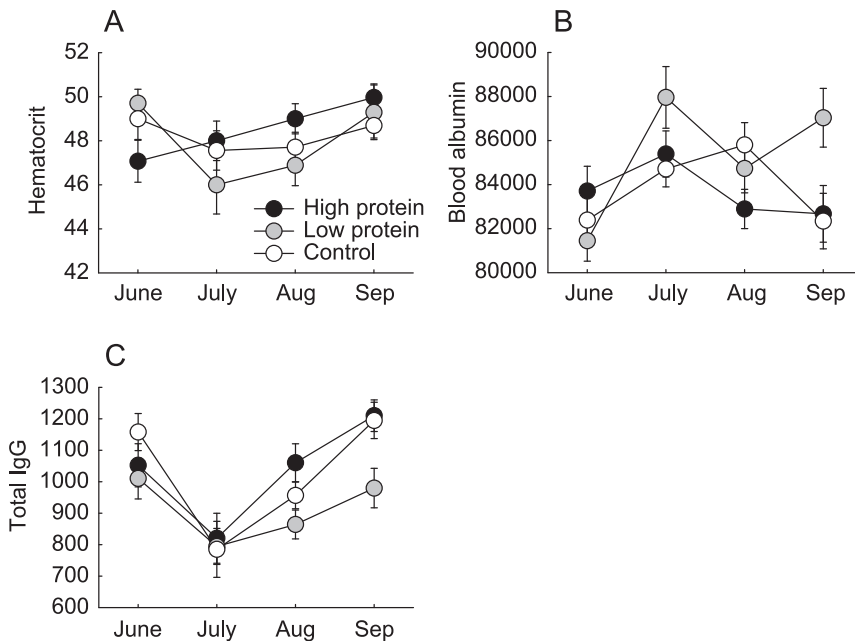 A
52
50
48
46
44
42
Hematocrit
High protein
Low protein
Control
June July Aug Sep
B
90000
88000
86000
84000
82000
80000
Blood albumin
June July Aug Sep
C
1300
1200
1100
1000
900
800
700
600
Total IgG
June July Aug Sep